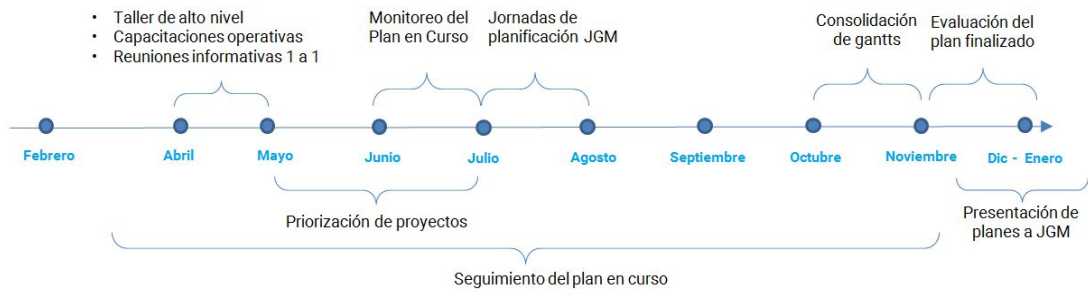 • Taller de alto nivel
• Capacitaciones operativas
• Reuniones informativas 1 a 1
Monitoreo del
Plan en Curso
Jornadas de
planificación JGM
Consolidación
de gantts
Evaluación del
plan finalizado
Febrero
Abril
Mayo
Junio
Julio
Agosto
Septiembre
Octubre
Noviembre
Dic - Enero
Priorización de proyectos
Presentación de
planes a JGM
Seguimiento del plan en curso